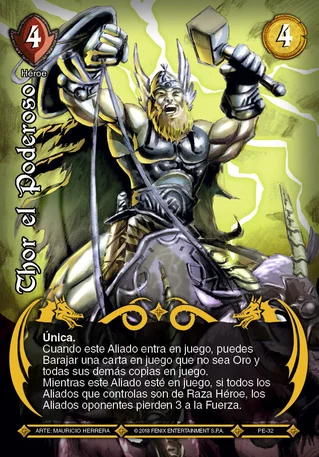 4
4
Héroe
Thor el Poderoso
Única.
Cuando este Aliado entra en juego, puedes
Barajar una carta en juego que no sea Oro y
todas sus demás copias en juego.
Mientras este Aliado esté en juego, si todos los
Aliados que controlas son de Raza Héroe, los
Aliados oponentes pierden 3 a la Fuerza.
ARTE: MAURICIO HERRERA
©2018 FENIX ENTERTAINMENT S.P.A.
PE-32